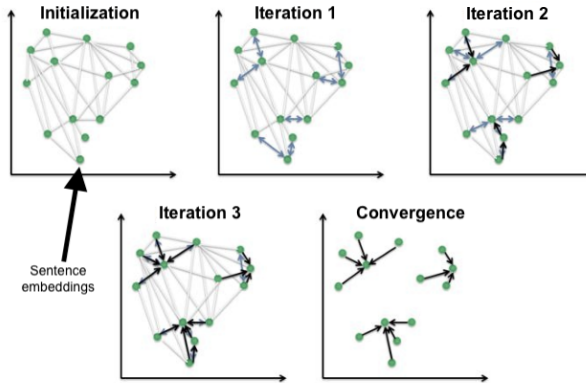 Initialization
Iteration 1
Iteration 2
Sentence
embeddings
Iteration 3
Convergence